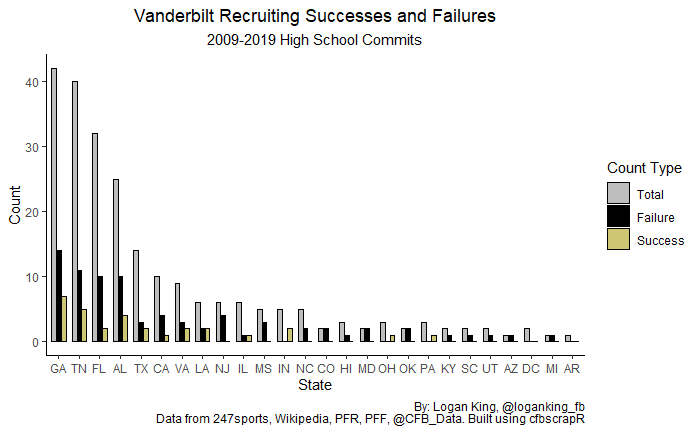 Vanderbilt Recruiting Successes and Failures
2009-2019 High School Commits
Count
40
30
20
10
0
GA TN FL AL TX CA VA LA NJ IL MS IN NC CO HI MD OH OK PA KY SC UT AZ DC MI AR
State
Count Type
Total
Failure
Success
By: Logan King, @loganking_fb
Data from 247sports, Wikipedia, PFR, PFF, @CFB_Data. Built using cfbscrapR